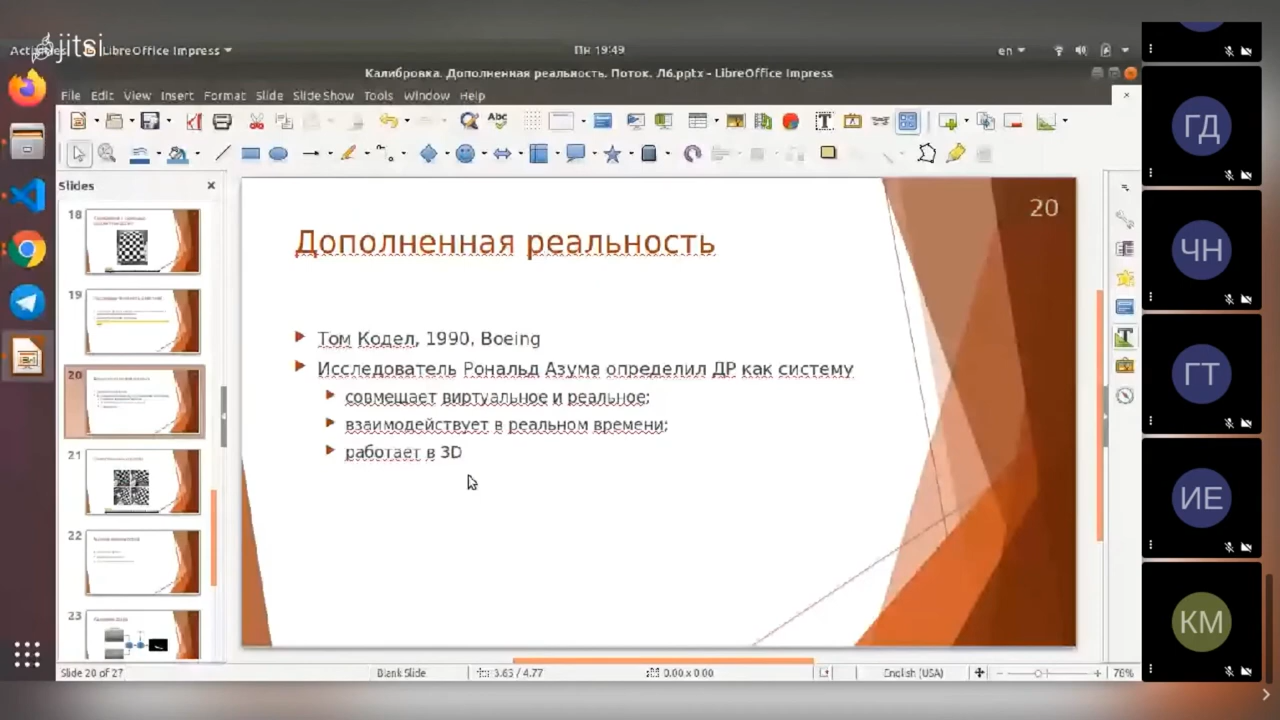 jitsi
LibreOffice Impress
Пн 19:49
en
Калибровка. Дополненная реальность. Поток. Л6.pptx - LibreOffice Impress
File Edit View Insert Format Slide Slide Show Tools Window Help
Slides
18
19
20
21
22
23
20
Дополненная реальность
Том Кодел, 1990, Boeing
Исследователь Рональд Азума определил ДР как систему
совмещает виртуальное и реальное;
взаимодействует в реальном времени;
работает в 3D
Slide 20 of 27
Blank Slide
3.63 / 4.77
0.00 x 0.00
English (USA)
78%
ГД
ЧН
ГТ
ИЕ
КМ